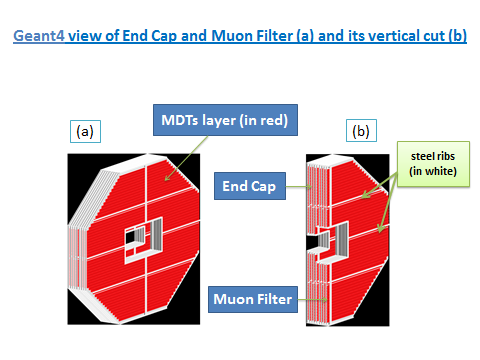 Geant4 view of End Cap and Muon Filter (a) and its vertical cut (b)
MDTs layer (in red)
(a)
(b)
steel ribs
(in white)
End Cap
Muon Filter